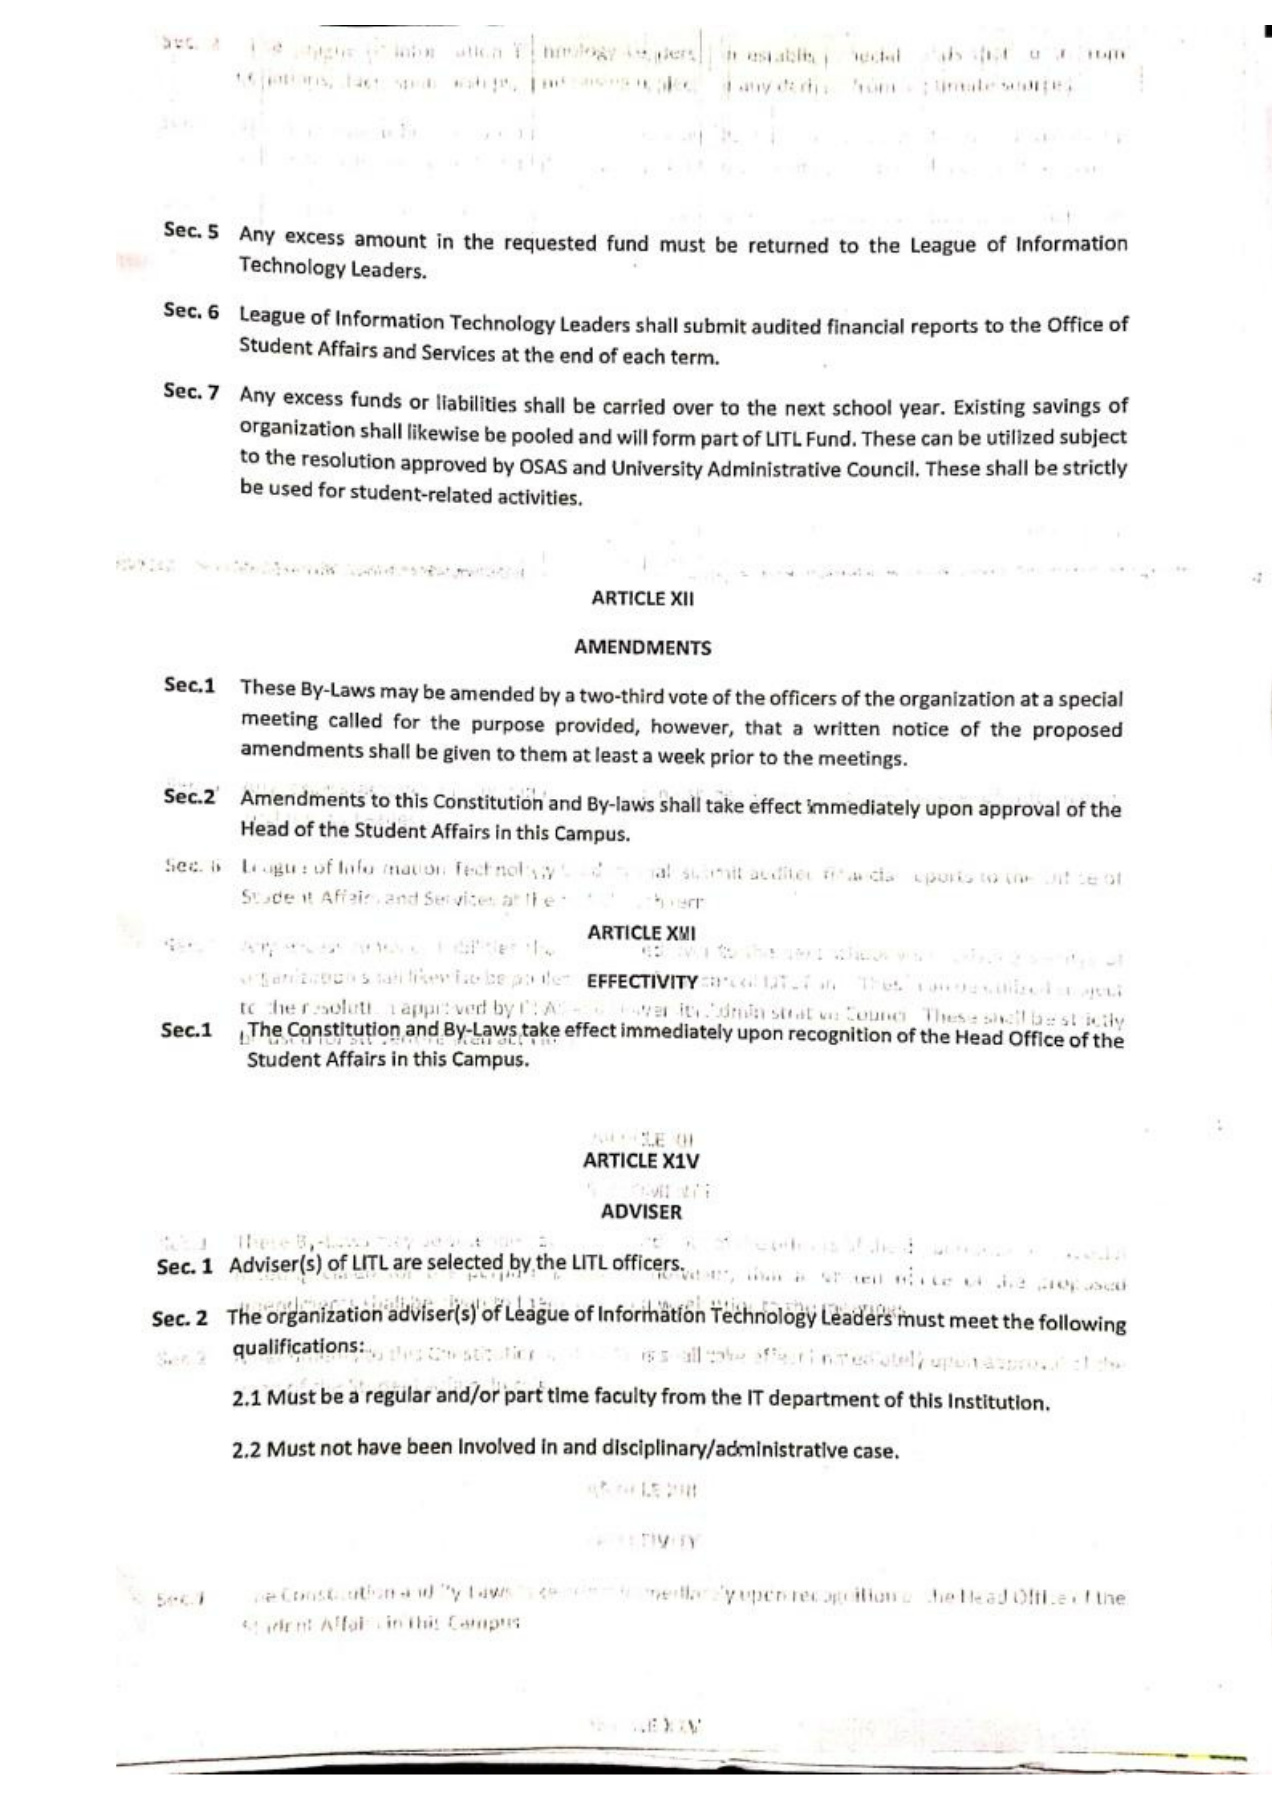 Sec. 5 Any excess amount in the requested fund must be returned to the League of Information
Technology Leaders.
Sec. 6 League of Information Technology Leaders shall submit audited financial reports to the Office of
Student Affairs and Services at the end of each term.
Sec. 7 Any excess funds or liabilities shall be carried over to the next school year. Existing savings of
organization shall likewise be pooled and will form part of LITL Fund. These can be utilized subject
to the resolution approved by OSAS and University Administrative Council. These shall be strictly
be used for student-related activities.
ARTICLE XII
AMENDMENTS
Sec.1 These By-Laws may be amended by a two-third vote of the officers of the organization at a special
meeting called for the purpose provided, however, that a written notice of the proposed
amendments shall be given to them at least a week prior to the meetings.
Sec.2 Amendments to this Constitution and By-laws shall take effect immediately upon approval of the
Head of the Student Affairs in this Campus.
ARTICLE XIII
EFFECTIVITY
Sec.1 The Constitution and By-Laws take effect immediately upon recognition of the Head Office of the
Student Affairs in this Campus.
ARTICLE X1V
ADVISER
Sec. 1 Adviser(s) of LITL are selected by the LITL officers.
Sec. 2 The organization adviser(s) of League of Information Technology Leaders must meet the following
qualifications:
2.1 Must be a regular and/or part time faculty from the IT department of this Institution.
2.2 Must not have been involved in and disciplinary/administrative case.